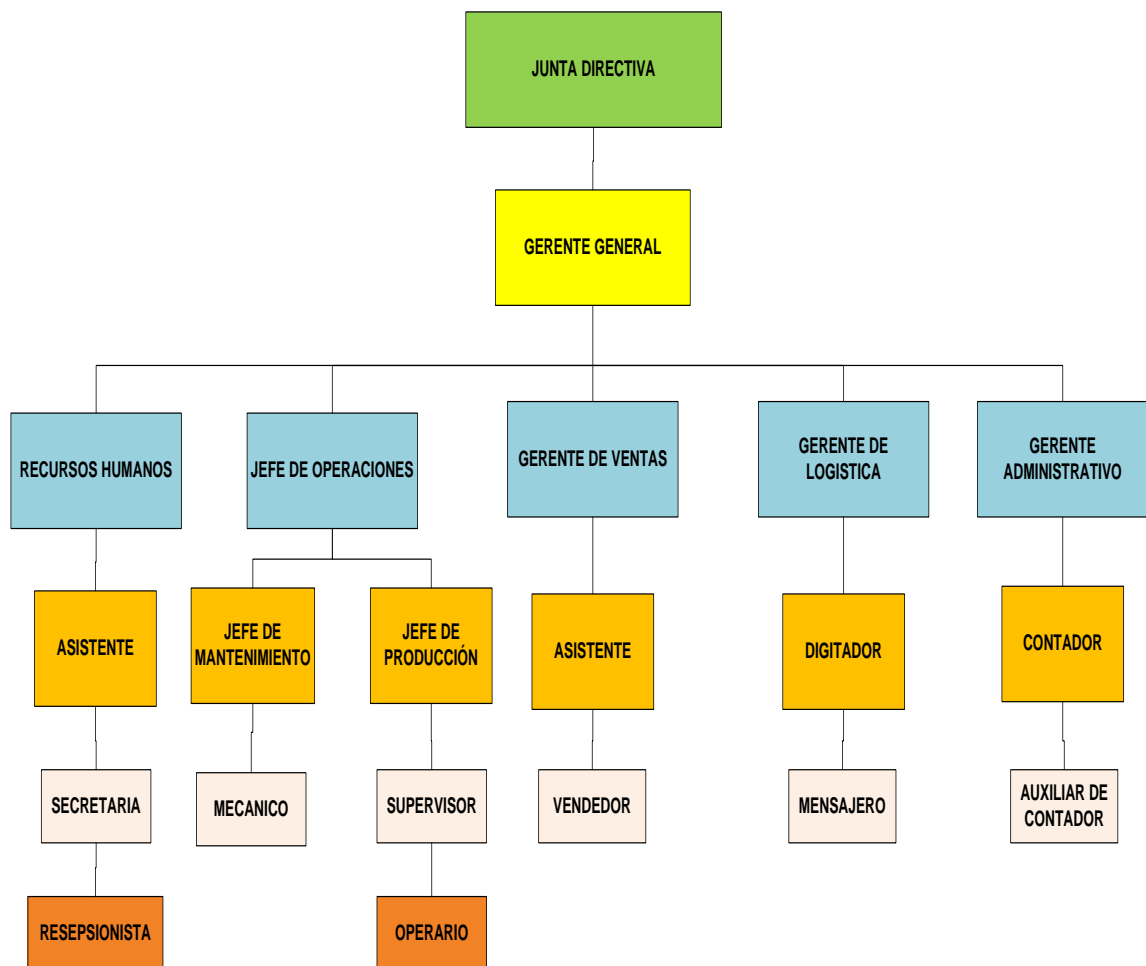 JUNTA DIRECTIVA
GERENTE GENERAL
RECURSOS HUMANOS
JEFE DE OPERACIONES
GERENTE DE VENTAS
GERENTE DE
LOGISTICA
GERENTE
ADMINISTRATIVO
ASISTENTE
JEFE DE
MANTENIMIENTO
JEFE DE
PRODUCCIÓN
ASISTENTE
DIGITADOR
CONTADOR
SECRETARIA
MECANICO
SUPERVISOR
VENDEDOR
MENSAJERO
AUXILIAR DE
CONTADOR
RESEPSIONISTA
OPERARIO